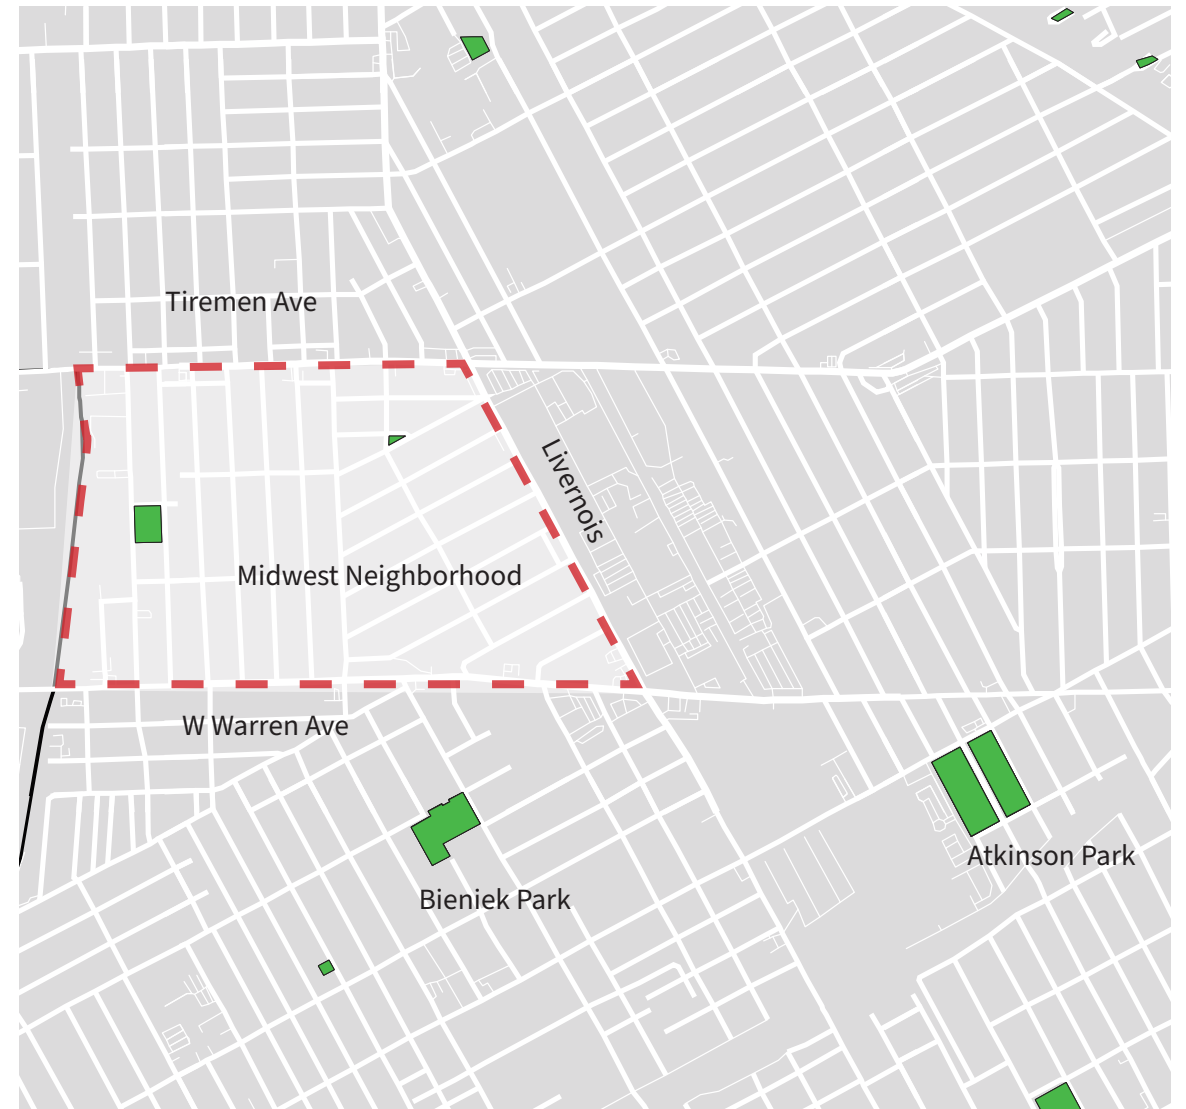 Tiremen Ave
Livernois
Midwest Neighborhood
W Warren Ave
Atkinson Park
Bieniek Park